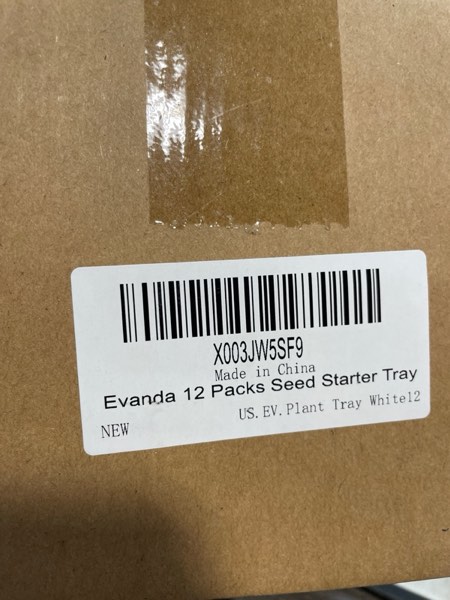 X003JW5SF9
Made in China
Evanda 12 Packs Seed Starter Tray
US.EV.Plant Tray White12
NEW